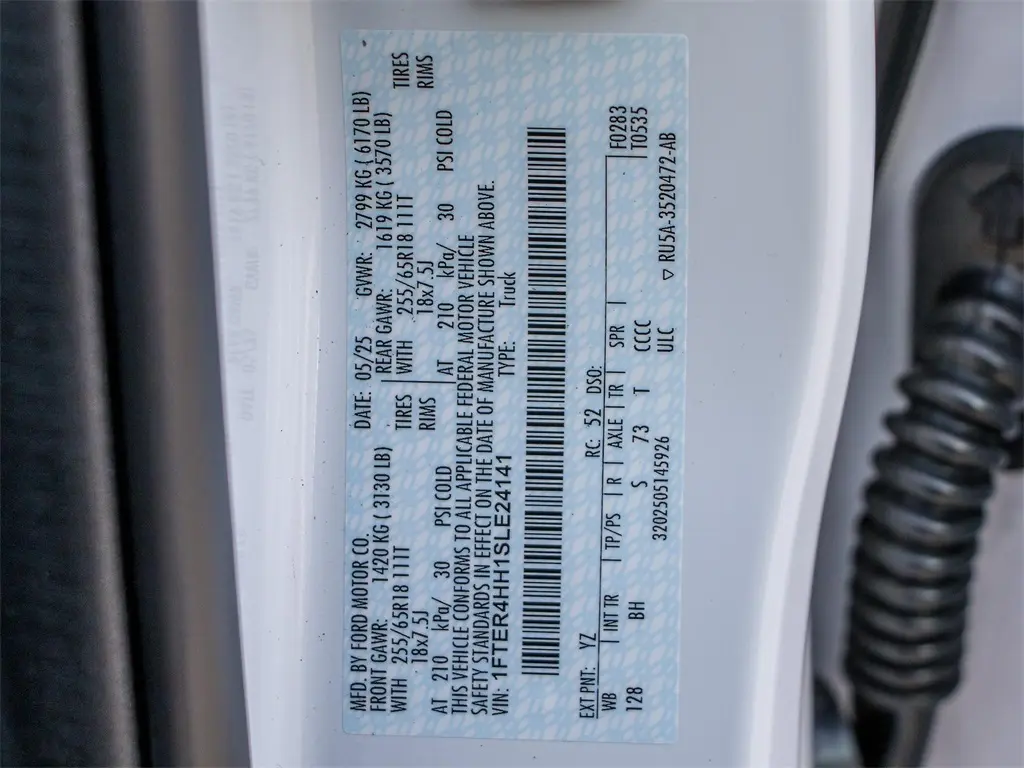 MFD. BY FORD MOTOR CO. DATE: 05/25 GVWR: 2799 KG ( 6170 LB)
FRONT GAWR: 1420 KG ( 3130 LB) REAR GAWR: 1619 KG ( 3570 LB)
WITH 255/65R18 111T TIRES WITH 255/65R18 111T TIRES
18x7.5J RIMS 18x7.5J RIMS
AT 210 kPa/ 30 PSI COLD AT 210 kPa/ 30 PSI COLD
THIS VEHICLE CONFORMS TO ALL APPLICABLE FEDERAL MOTOR VEHICLE
SAFETY STANDARDS IN EFFECT ON THE DATE OF MANUFACTURE SHOWN ABOVE.
VIN: 1FTER4HH1SLE24141 TYPE: Truck
EXT PNT: YZ RC: 52 DSO: F0283
WB INT TR TP/PS R AXLE TR SPR T0535
128 BH S 73 T CCCC
3202505145926 ULC
▽ RU5A-3520472-AB